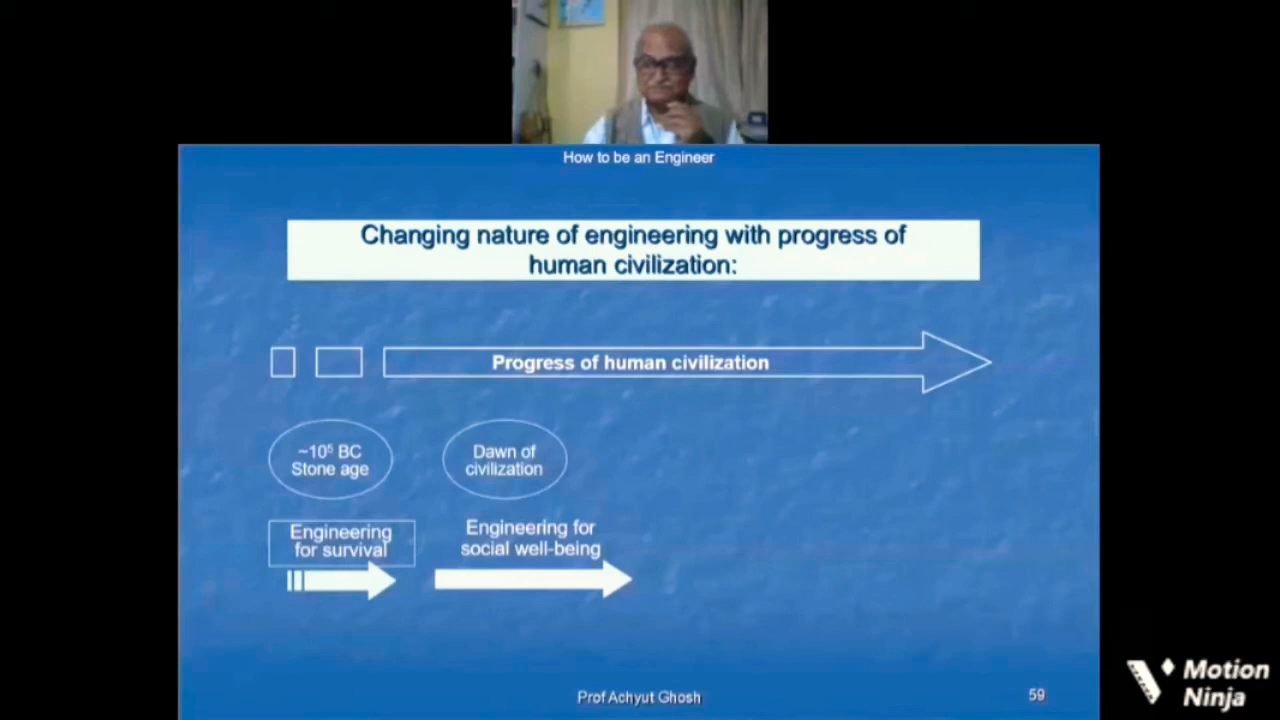 How to be an Engineer
Changing nature of engineering with progress of
human civilization:
Progress of human civilization
~10⁵ BC
Stone age
Dawn of
civilization
Engineering
for survival
Engineering for
social well-being
Prof Achyut Ghosh
59
Motion
Ninja